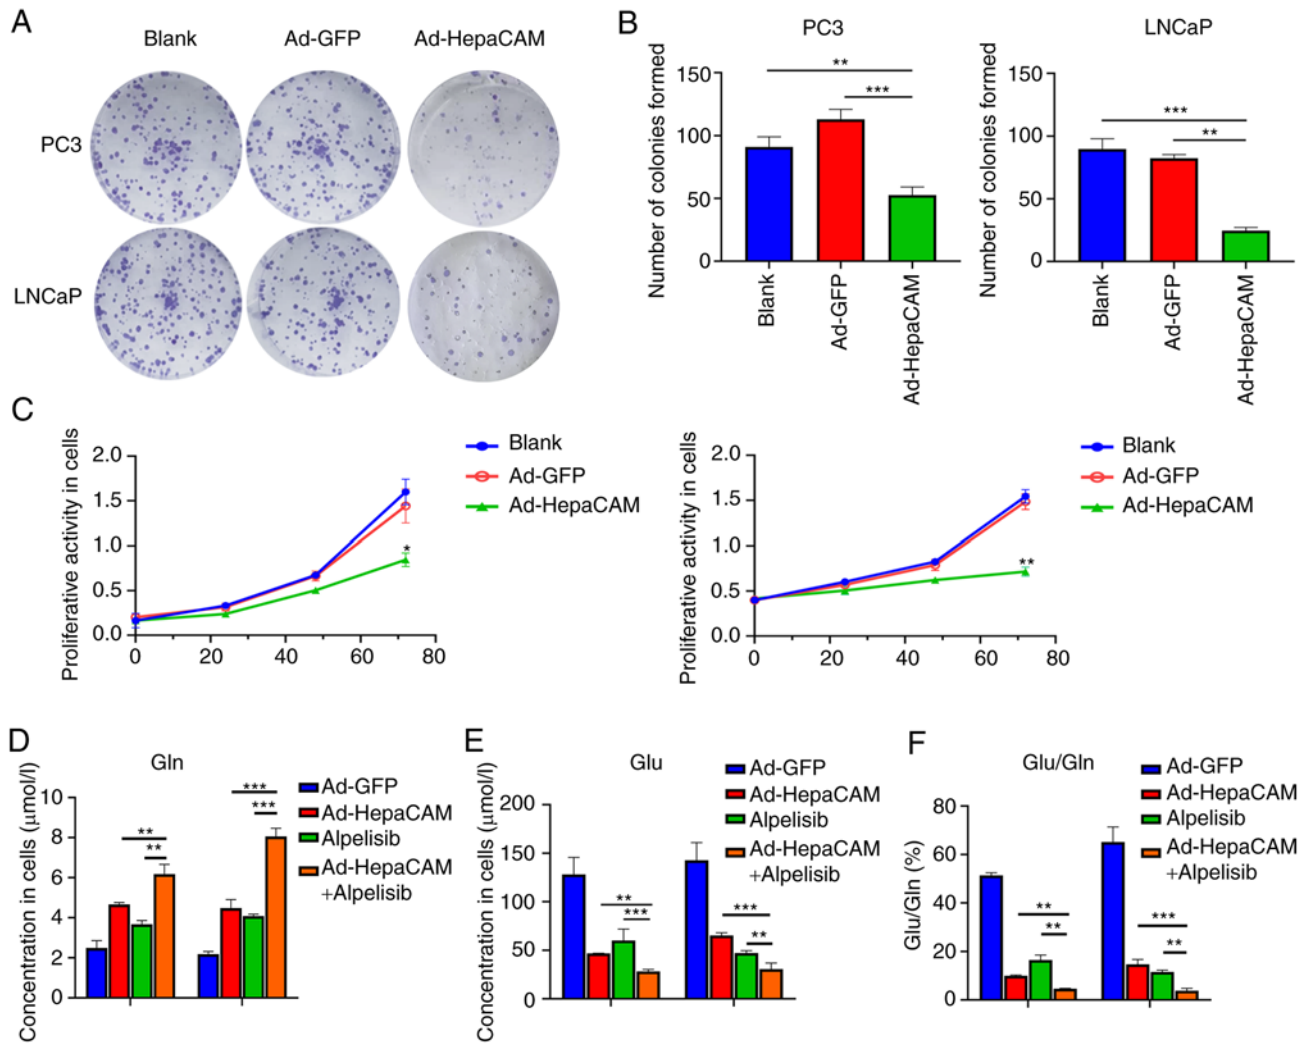 A
Blank
Ad-GFP
Ad-HepaCAM
PC3
LNCaP
B
PC3
Number of colonies formed
150
100
50
0
**
***
Blank
Ad-GFP
Ad-HepaCAM
LNCaP
Number of colonies formed
150
100
50
0
***
**
Blank
Ad-GFP
Ad-HepaCAM
C
Proliferative activity in cells
2.0
1.5
1.0
0.5
0.0
0
20
40
60
80
*
Blank
Ad-GFP
Ad-HepaCAM
Proliferative activity in cells
2.0
1.5
1.0
0.5
0.0
0
20
40
60
80
**
Blank
Ad-GFP
Ad-HepaCAM
D
Gln
Concentration in cells (μmol/l)
10
8
6
4
2
0
**
**
***
***
Ad-GFP
Ad-HepaCAM
Alpelisib
Ad-HepaCAM
+Alpelisib
E
Glu
Concentration in cells (μmol/l)
200
150
100
50
0
**
***
***
**
Ad-GFP
Ad-HepaCAM
Alpelisib
Ad-HepaCAM
+Alpelisib
F
Glu/Gln
Glu/Gln (%)
80
60
40
20
0
**
**
***
**
Ad-GFP
Ad-HepaCAM
Alpelisib
Ad-HepaCAM
+Alpelisib